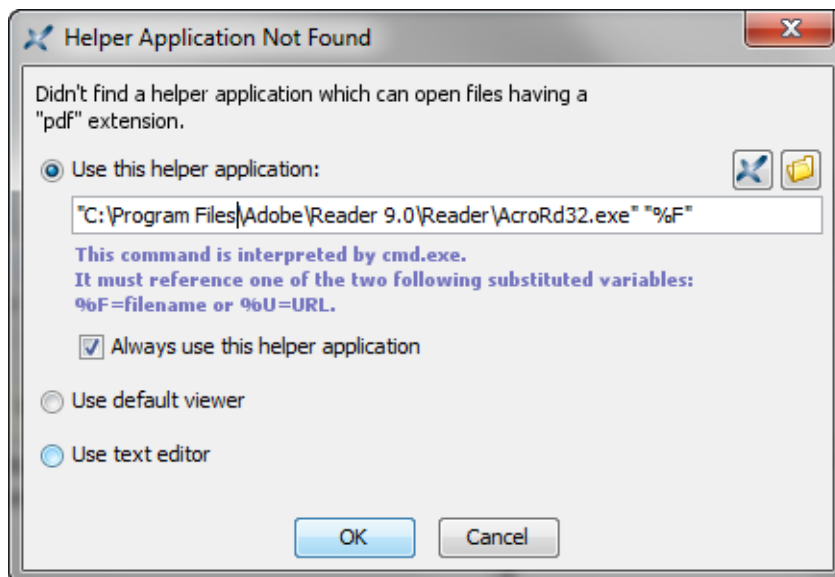 Helper Application Not Found
Didn't find a helper application which can open files having a
"pdf" extension.
Use this helper application:
"C:\Program Files\Adobe\Reader 9.0\Reader\AcroRd32.exe" "%F"
This command is interpreted by cmd.exe.
It must reference one of the two following substituted variables:
%F=filename or %U=URL.
Always use this helper application
Use default viewer
Use text editor
OK Cancel